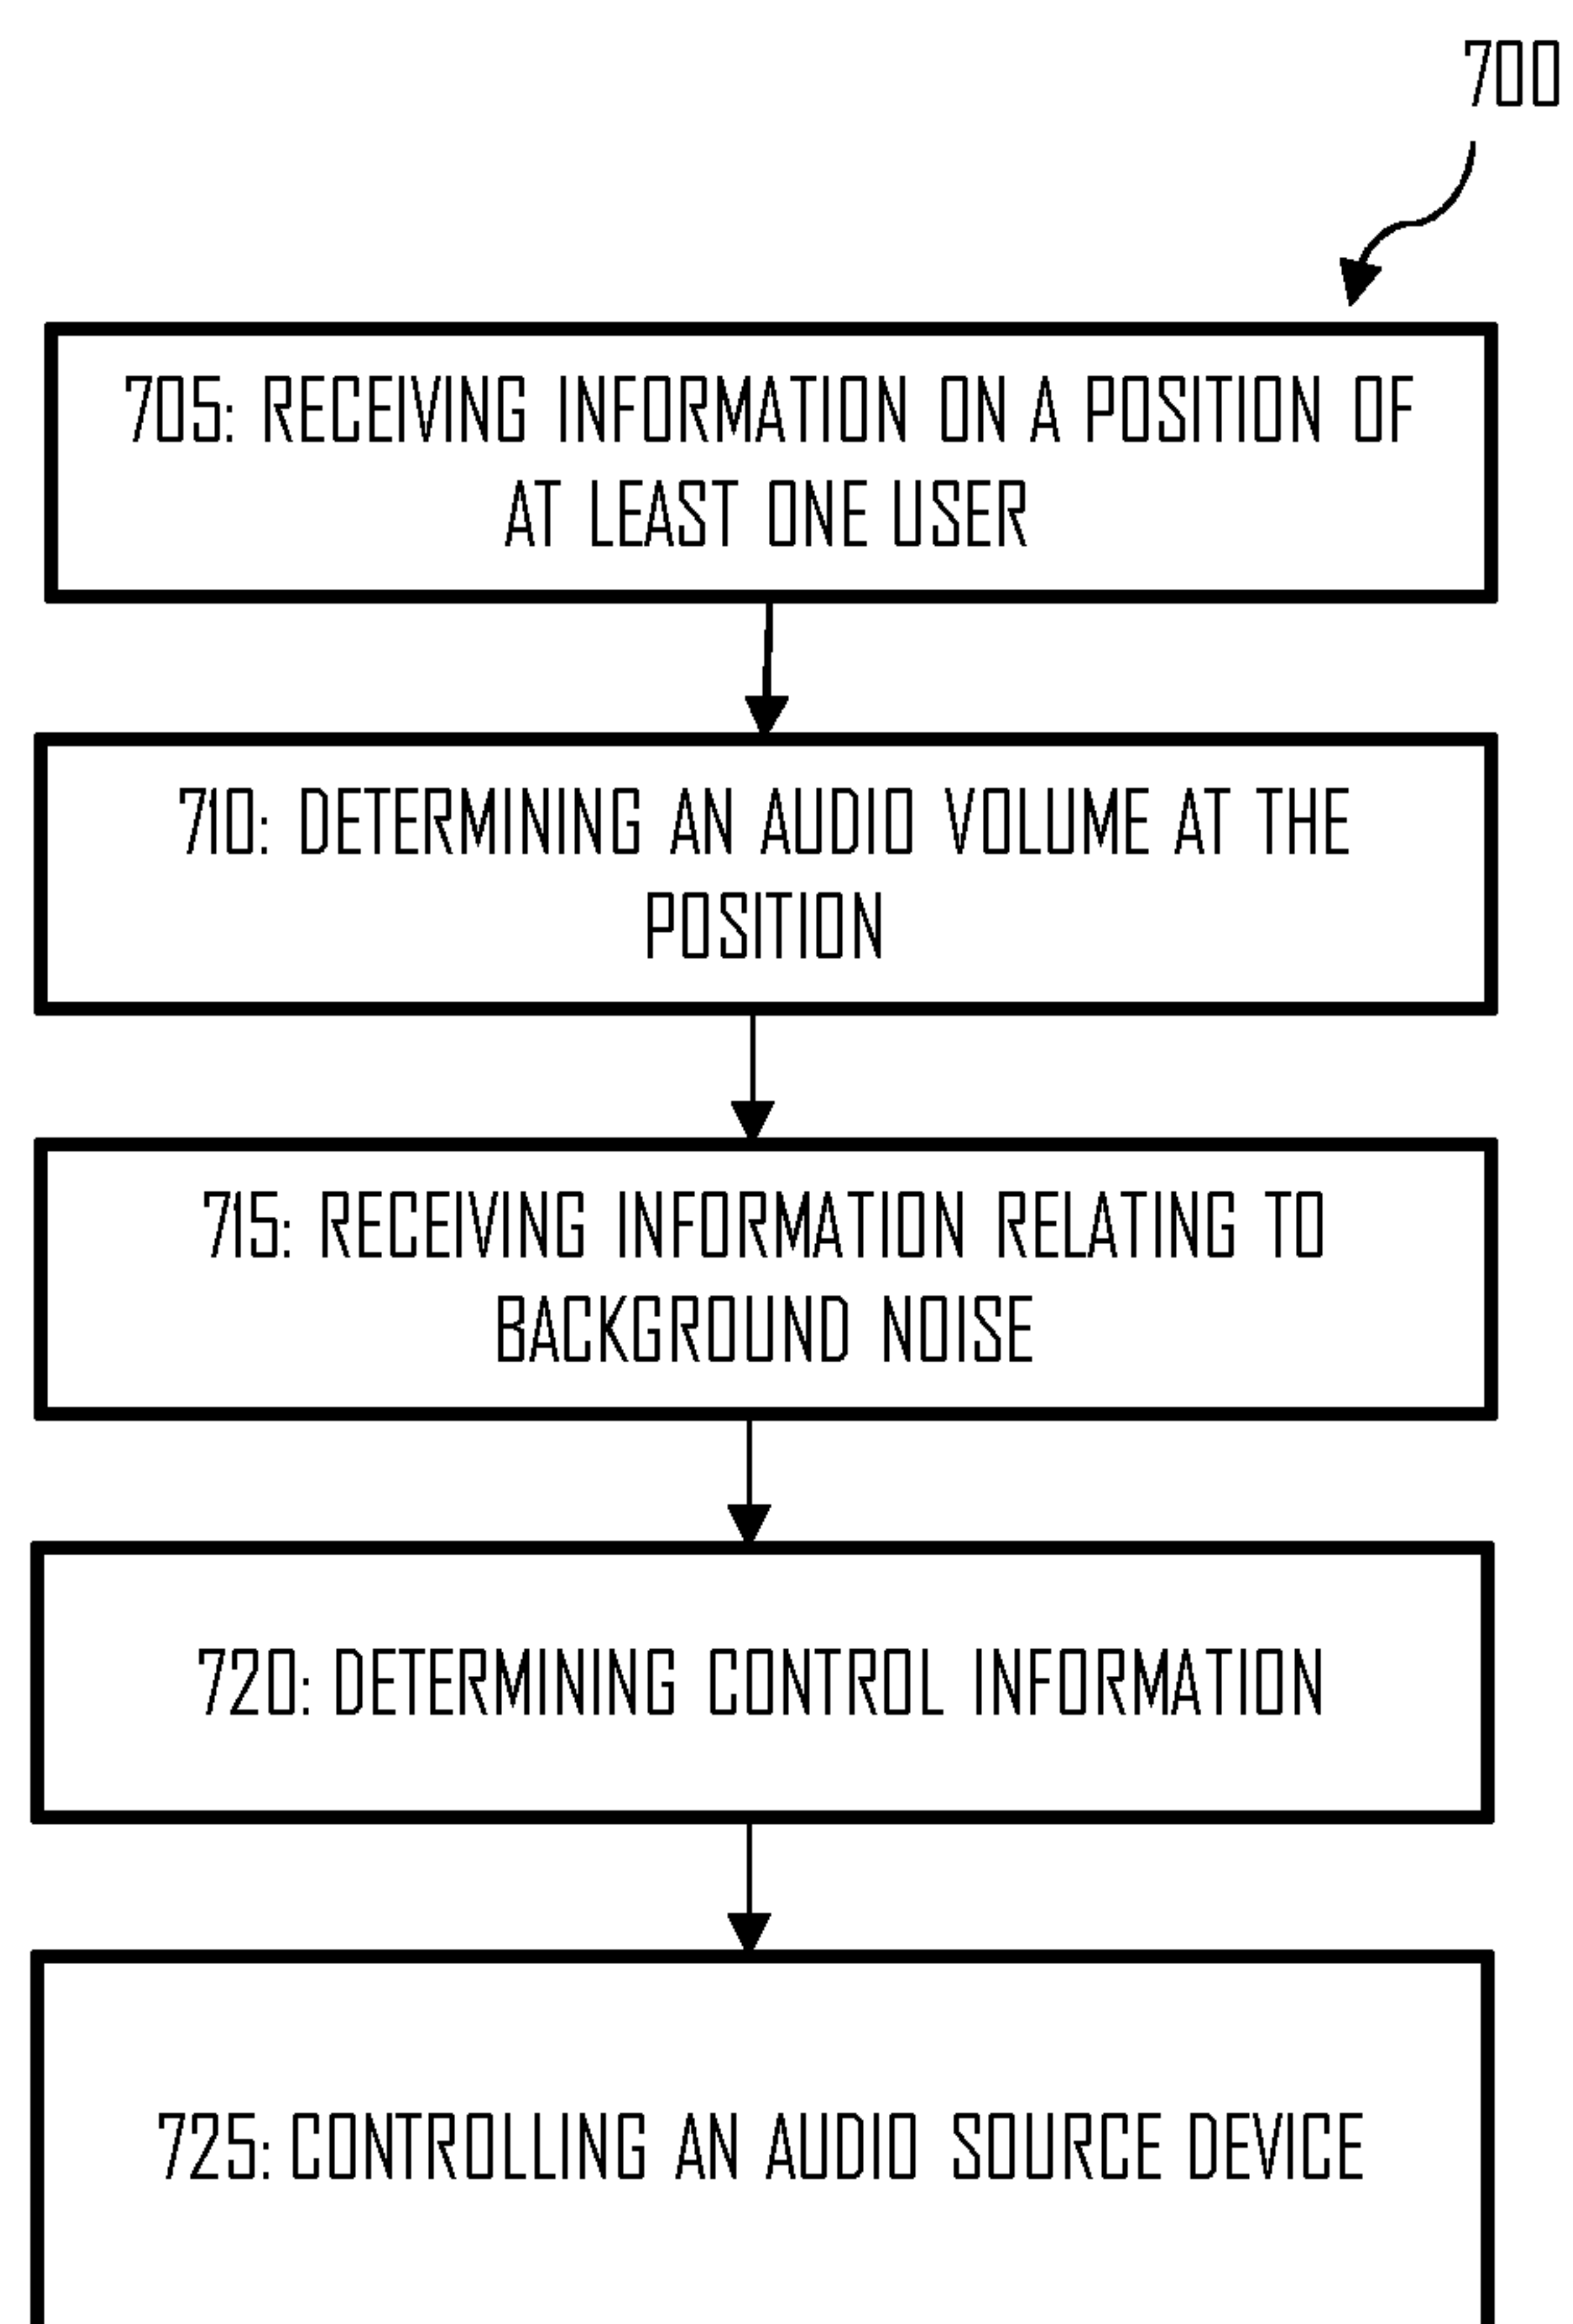 700
705: RECEIVING INFORMATION ON A POSITION OF
AT LEAST ONE USER
710: DETERMINING AN AUDIO VOLUME AT THE
POSITION
715: RECEIVING INFORMATION RELATING TO
BACKGROUND NOISE
720: DETERMINING CONTROL INFORMATION
725: CONTROLLING AN AUDIO SOURCE DEVICE